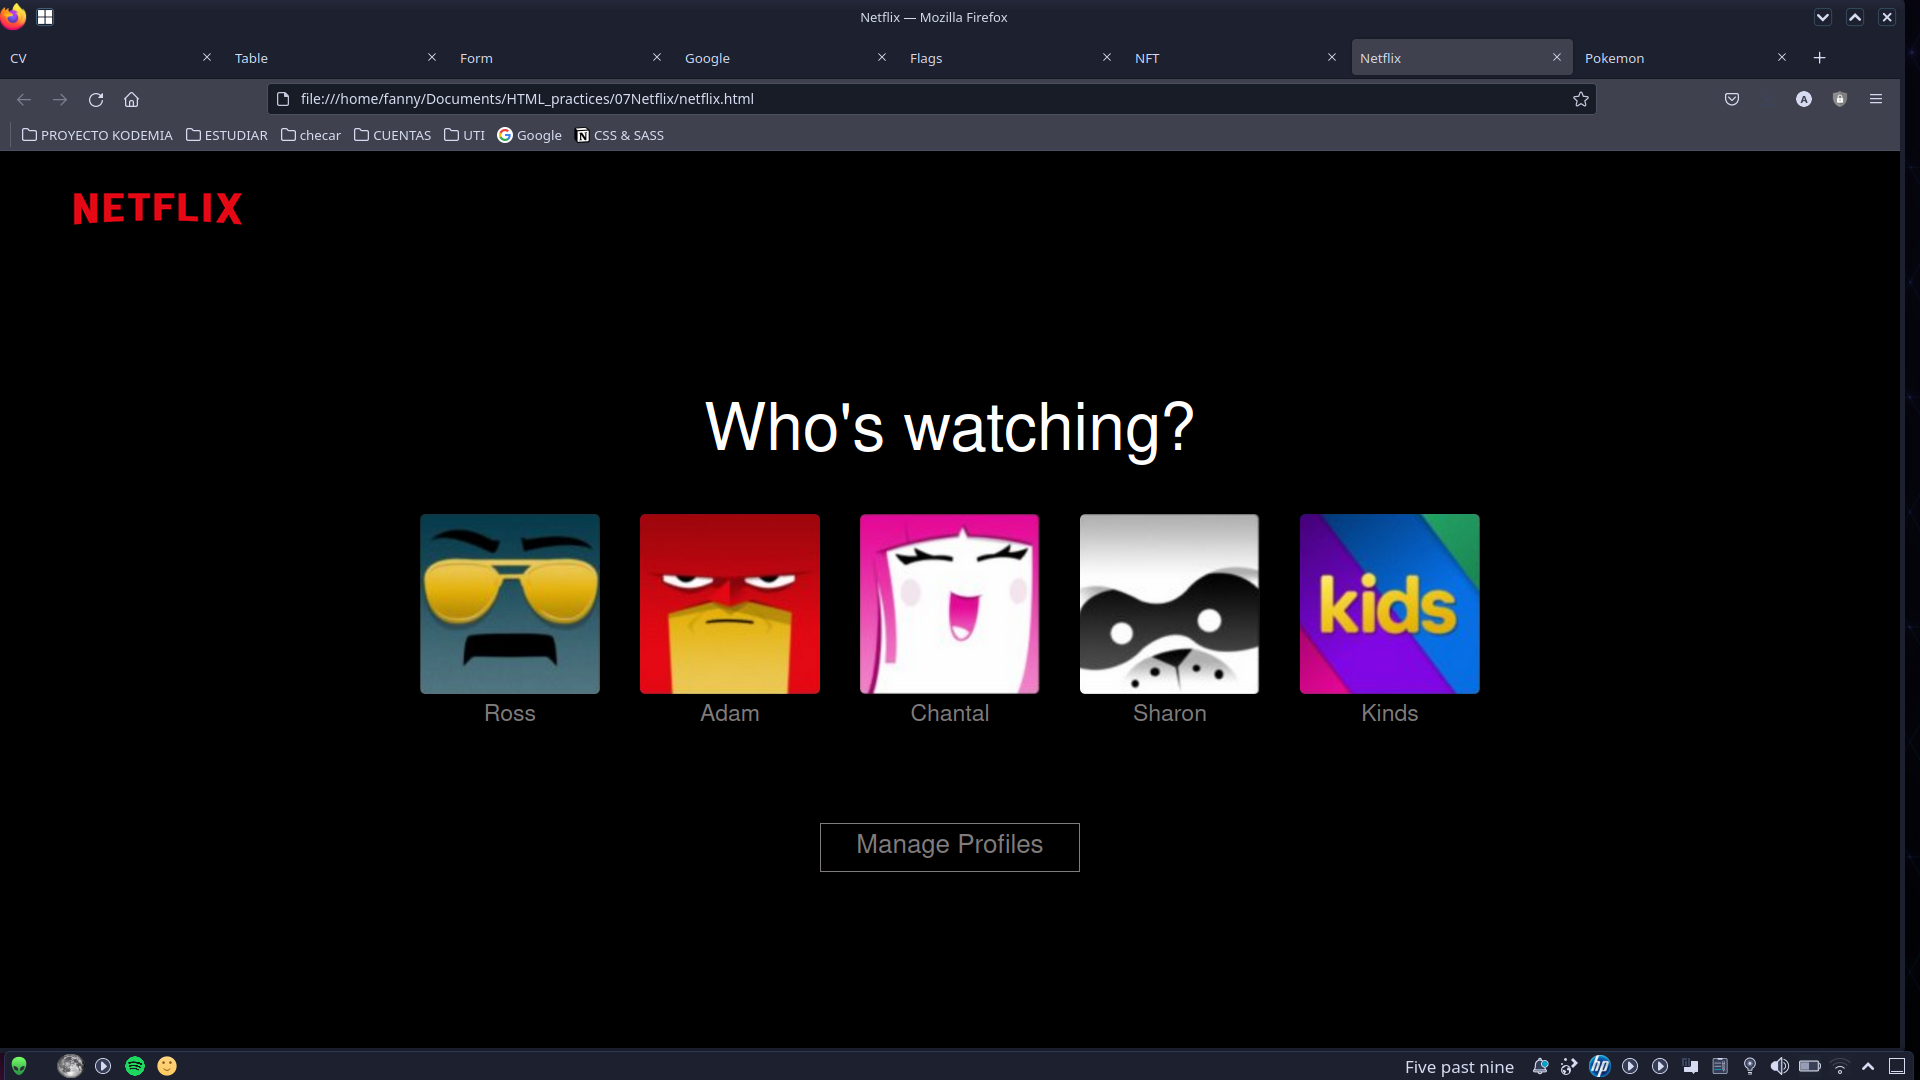 Netflix — Mozilla Firefox
CV
Table
Form
Google
Flags
NFT
Netflix
Pokemon
file:///home/fanny/Documents/HTML_practices/07Netflix/netflix.html
A
PROYECTO KODEMIA
ESTUDIAR
checar
CUENTAS
UTI
Google
CSS & SASS
NETFLIX
Who's watching?
kids
Ross
Adam
Chantal
Sharon
Kinds
Manage Profiles
Five past nine
hp